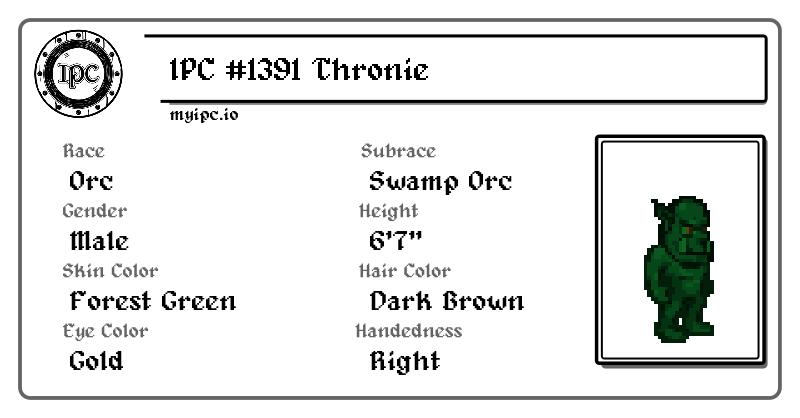 IPC
IPC #1391 Thronie
myipc.io
Race
Subrace
Orc
Swamp Orc
Gender
Height
Male
6'7"
Skin Color
Hair Color
Forest Green
Dark Brown
Eye Color
Handedness
Gold
Right